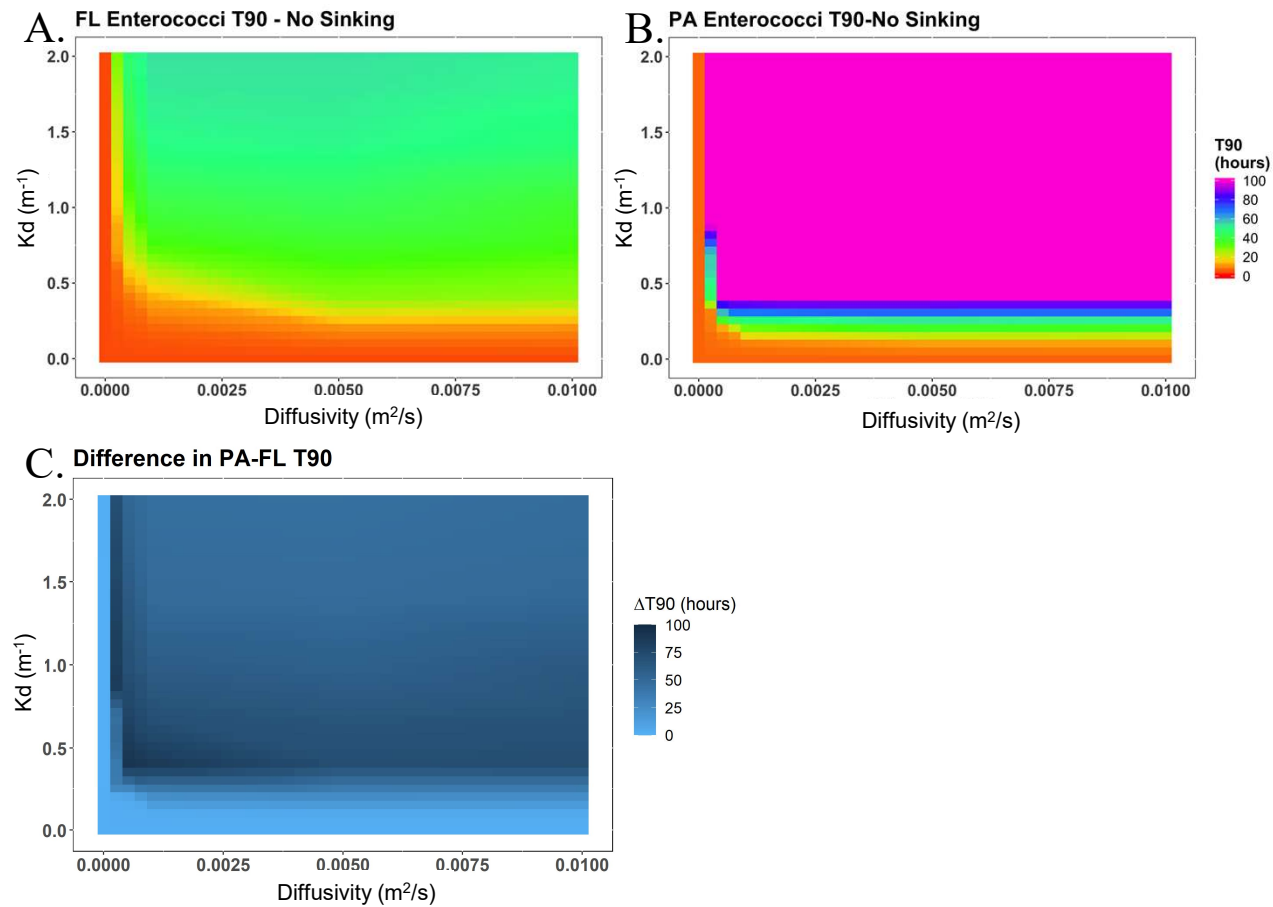 A. FL Enterococci T90 - No Sinking
2.0
1.5
1.0
0.5
0.0
Kd (m-1)
0.0000 0.0025 0.0050 0.0075 0.0100
Diffusivity (m2/s)
B. PA Enterococci T90-No Sinking
2.0
1.5
1.0
0.5
0.0
Kd (m-1)
0.0000 0.0025 0.0050 0.0075 0.0100
Diffusivity (m2/s)
T90
(hours)
100
80
60
40
20
0
C. Difference in PA-FL T90
2.0
1.5
1.0
0.5
0.0
Kd (m-1)
0.0000 0.0025 0.0050 0.0075 0.0100
Diffusivity (m2/s)
ΔT90 (hours)
100
75
50
25
0